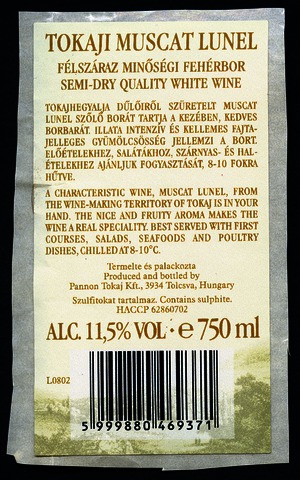 TOKAJI MUSCAT LUNEL
FÉLSZÁRAZ MINŐSÉGI FEHÉRBOR
SEMI-DRY QUALITY WHITE WINE
TOKAJHEGYALJA DŰLŐIRŐL SZÜRETELT MUSCAT
LUNEL SZŐLŐ BORÁT TARTJA A KEZÉBEN, KEDVES
BORBARÁT. ILLATA INTENZÍV ÉS KELLEMES FAJTA-
JELLEGES GYÜMÖLCSÖSSÉG JELLEMZI A BORT.
ELŐÉTELEKHEZ, SALÁTÁKHOZ, SZÁRNYAS- ÉS HAL-
ÉTELEKHEZ AJÁNLJUK FOGYASZTÁSÁT, 8-10 FOKRA
HŰTVE.
A CHARACTERISTIC WINE, MUSCAT LUNEL, FROM
THE WINE-MAKING TERRITORY OF TOKAJ IS IN YOUR
HAND. THE NICE AND FRUITY AROMA MAKES THE
WINE A REAL SPECIALITY. BEST SERVED WITH FIRST
COURSES, SALADS, SEAFOODS AND POULTRY
DISHES, CHILLED AT 8-10°C.
Termelte és palackozta
Produced and bottled by
Pannon Tokaj Kft., 3934 Tolcsva, Hungary
Szulfitokat tartalmaz. Contains sulphite.
HACCP 62860702
ALC. 11,5% VOL · e 750 ml
L0802
5 999880 469371